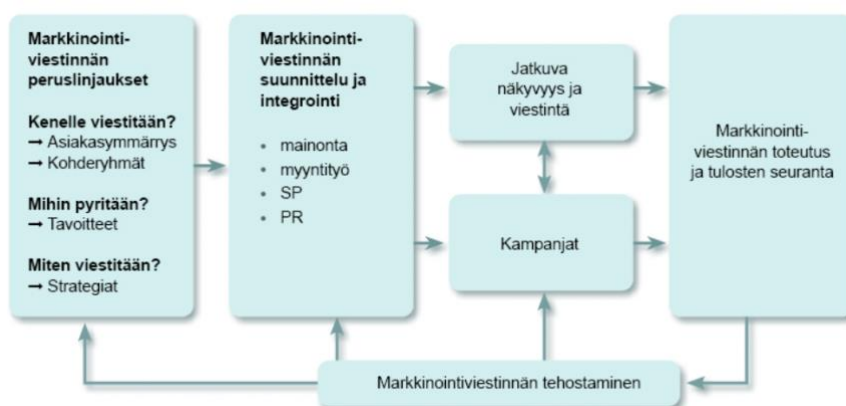 Markkinointi-
viestinnän
peruslinjaukset
Kenelle viestitään?
→ Asiakasymmärrys
→ Kohderyhmät
Mihin pyritään?
→ Tavoitteet
Miten viestitään?
→ Strategiat
Markkinointi-
viestinnän
suunnittelu ja
integrointi
• mainonta
• myyntityö
• SP
• PR
Jatkuva
näkyvyys ja
viestintä
Kampanjat
Markkinointi-
viestinnän toteutus
ja tulosten seuranta
Markkinointiviestinnän tehostaminen